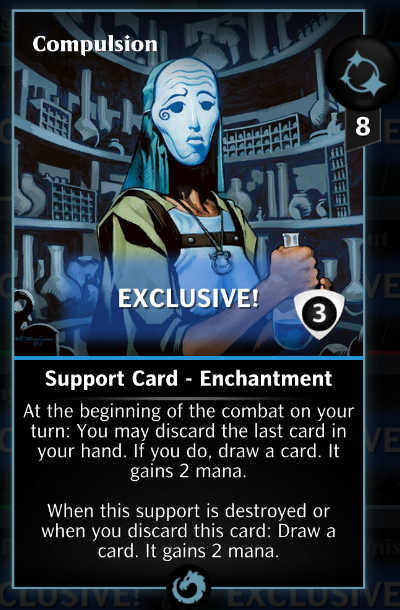 Compulsion
8
EXCLUSIVE!
3
Support Card - Enchantment
At the beginning of the combat on your
turn: You may discard the last card in
your hand. If you do, draw a card. It
gains 2 mana.
When this support is destroyed or
when you discard this card: Draw a
card. It gains 2 mana.